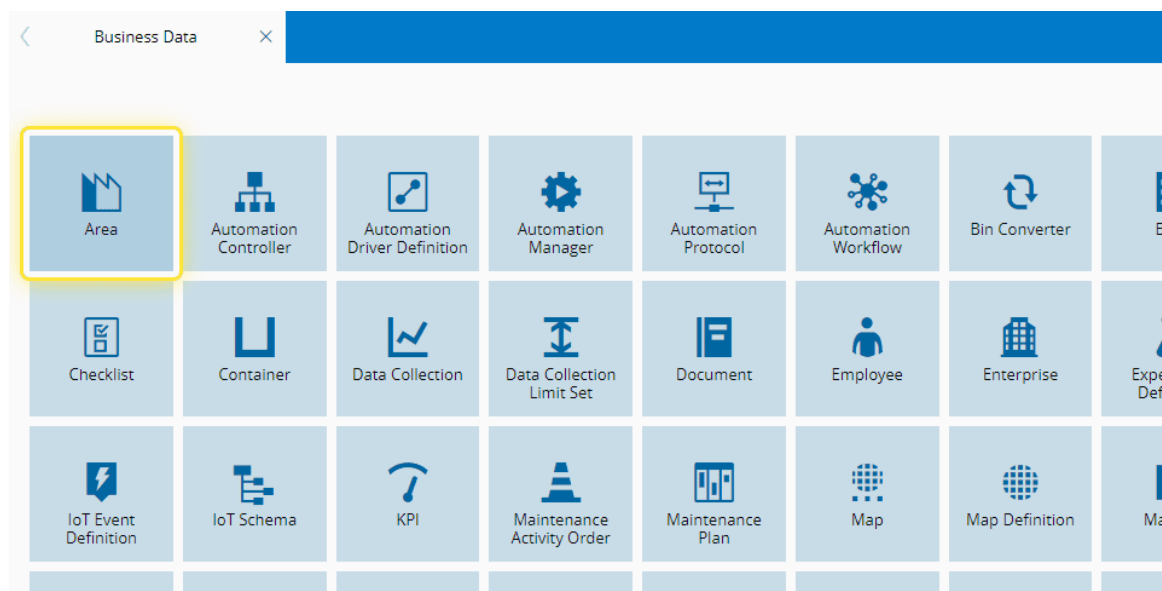 Business Data
Area
Automation
Controller
Automation
Driver Definition
Automation
Manager
Automation
Protocol
Automation
Workflow
Bin Converter
Checklist
Container
Data Collection
Data Collection
Limit Set
Document
Employee
Enterprise
IoT Event
Definition
IoT Schema
KPI
Maintenance
Activity Order
Maintenance
Plan
Map
Map Definition